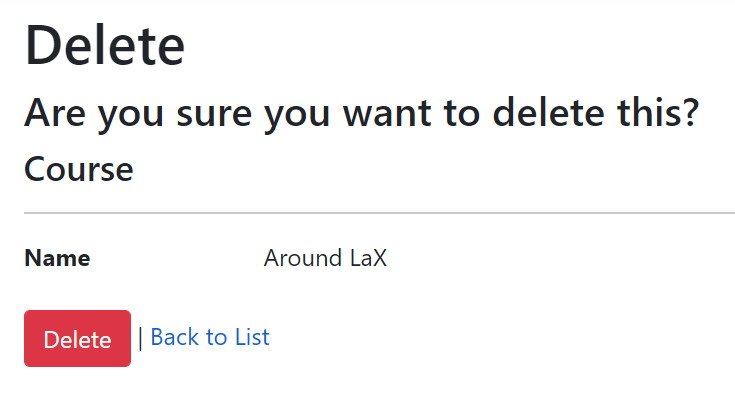 Delete
Are you sure you want to delete this?
Course
Name Around LaX
Delete | Back to List